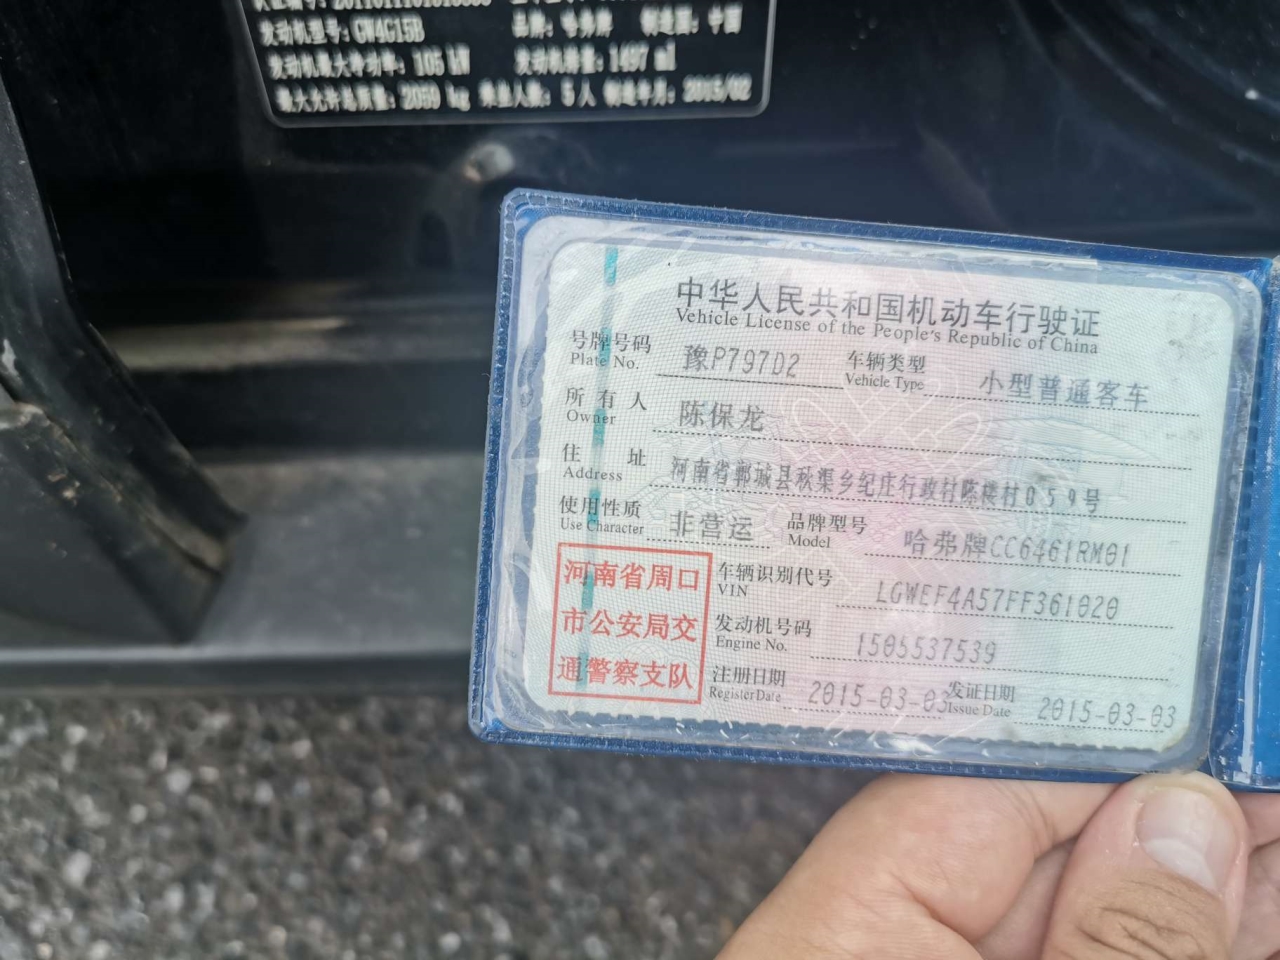 发动机型号: GW4G15B 品牌: 哈弗牌 制造国: 中国
发动机最大净功率: 105 kW 发动机排量: 1497 ml
最大允许总质量: 2059 kg 乘坐人数: 5人 制造年月: 2015/02
中华人民共和国机动车行驶证
Vehicle License of the People's Republic of China
号牌号码 豫P797D2 车辆类型 小型普通客车
Plate No. Vehicle Type
所有人 陈保龙
Owner
住址 河南省郸城县秋渠乡纪庄行政村陈楼村059号
Address
使用性质 非营运 品牌型号 哈弗牌CC6461RM01
Use Character Model
河南省周口
市公安局交
通警察支队
车辆识别代号 LGWEF4A57FF361020
VIN
发动机号码 1505537539
Engine No.
注册日期 2015-03-03 发证日期 2015-03-03
Register Date Issue Date